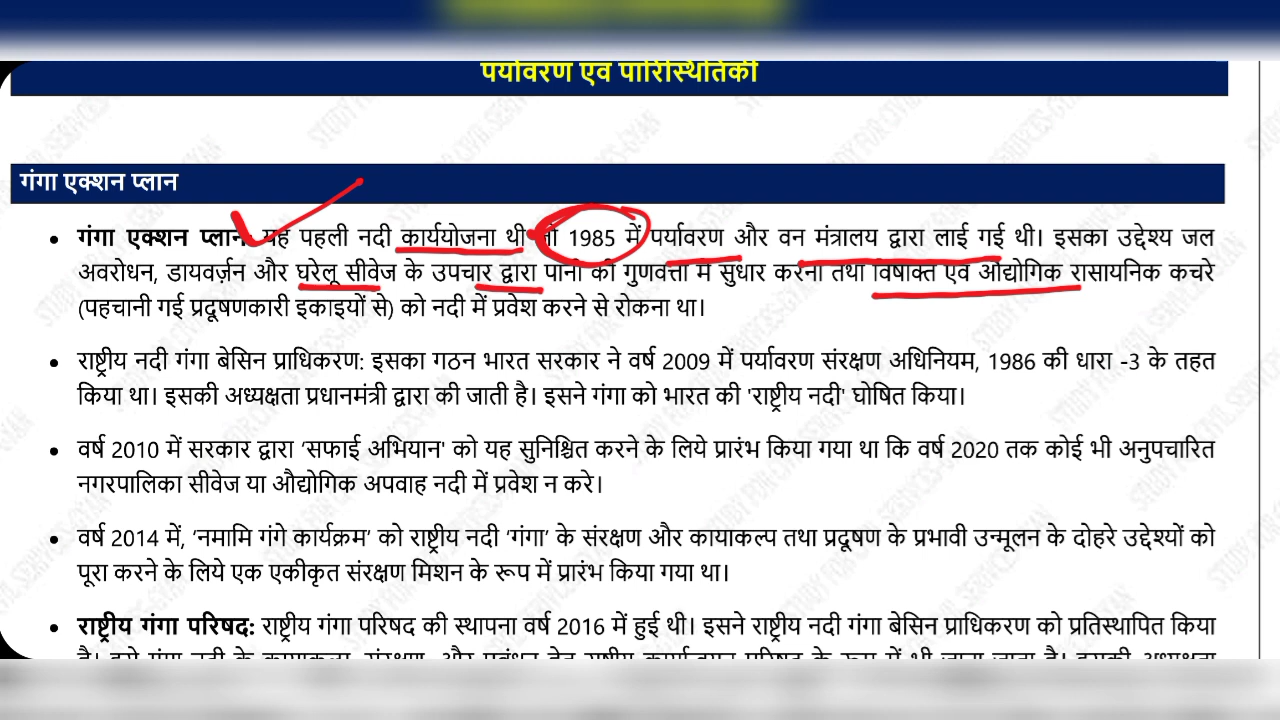 पर्यावरण एवं पारिस्थितिकी
गंगा एक्शन प्लान
• गंगा एक्शन प्लान: यह पहली नदी कार्ययोजना थी जो 1985 में पर्यावरण और वन मंत्रालय द्वारा लाई गई थी। इसका उद्देश्य जल
अवरोधन, डायवर्ज़न और घरेलू सीवेज के उपचार द्वारा पानी की गुणवत्ता में सुधार करना तथा विषाक्त एवं औद्योगिक रासायनिक कचरे
(पहचानी गई प्रदूषणकारी इकाइयों से) को नदी में प्रवेश करने से रोकना था।
• राष्ट्रीय नदी गंगा बेसिन प्राधिकरण: इसका गठन भारत सरकार ने वर्ष 2009 में पर्यावरण संरक्षण अधिनियम, 1986 की धारा -3 के तहत
किया था। इसकी अध्यक्षता प्रधानमंत्री द्वारा की जाती है। इसने गंगा को भारत की 'राष्ट्रीय नदी' घोषित किया।
• वर्ष 2010 में सरकार द्वारा ‘सफाई अभियान' को यह सुनिश्चित करने के लिये प्रारंभ किया गया था कि वर्ष 2020 तक कोई भी अनुपचारित
नगरपालिका सीवेज या औद्योगिक अपवाह नदी में प्रवेश न करे।
• वर्ष 2014 में, ‘नमामि गंगे कार्यक्रम’ को राष्ट्रीय नदी ‘गंगा’ के संरक्षण और कायाकल्प तथा प्रदूषण के प्रभावी उन्मूलन के दोहरे उद्देश्यों को
पूरा करने के लिये एक एकीकृत संरक्षण मिशन के रूप में प्रारंभ किया गया था।
• राष्ट्रीय गंगा परिषद: राष्ट्रीय गंगा परिषद की स्थापना वर्ष 2016 में हुई थी। इसने राष्ट्रीय नदी गंगा बेसिन प्राधिकरण को प्रतिस्थापित किया